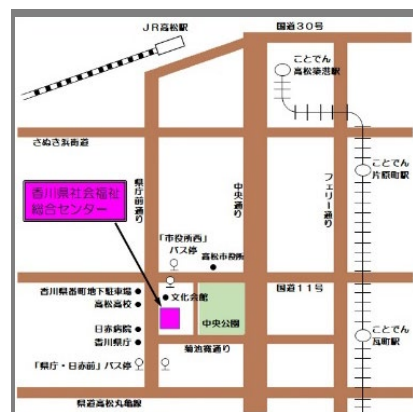 JR高松駅
国道30号
ことでん
高松築港駅
さぬき浜街道
ことでん
片原町駅
香川県社会福祉
総合センター
県庁前通り
中央通り
フェリー通り
「市役所西」
バス停
高松市役所
香川県番町地下駐車場
文化会館
国道11号
高松高校
日赤病院
中央公園
香川県庁
菊池寛通り
ことでん
瓦町駅
「県庁・日赤前」バス停
県道高松丸亀線